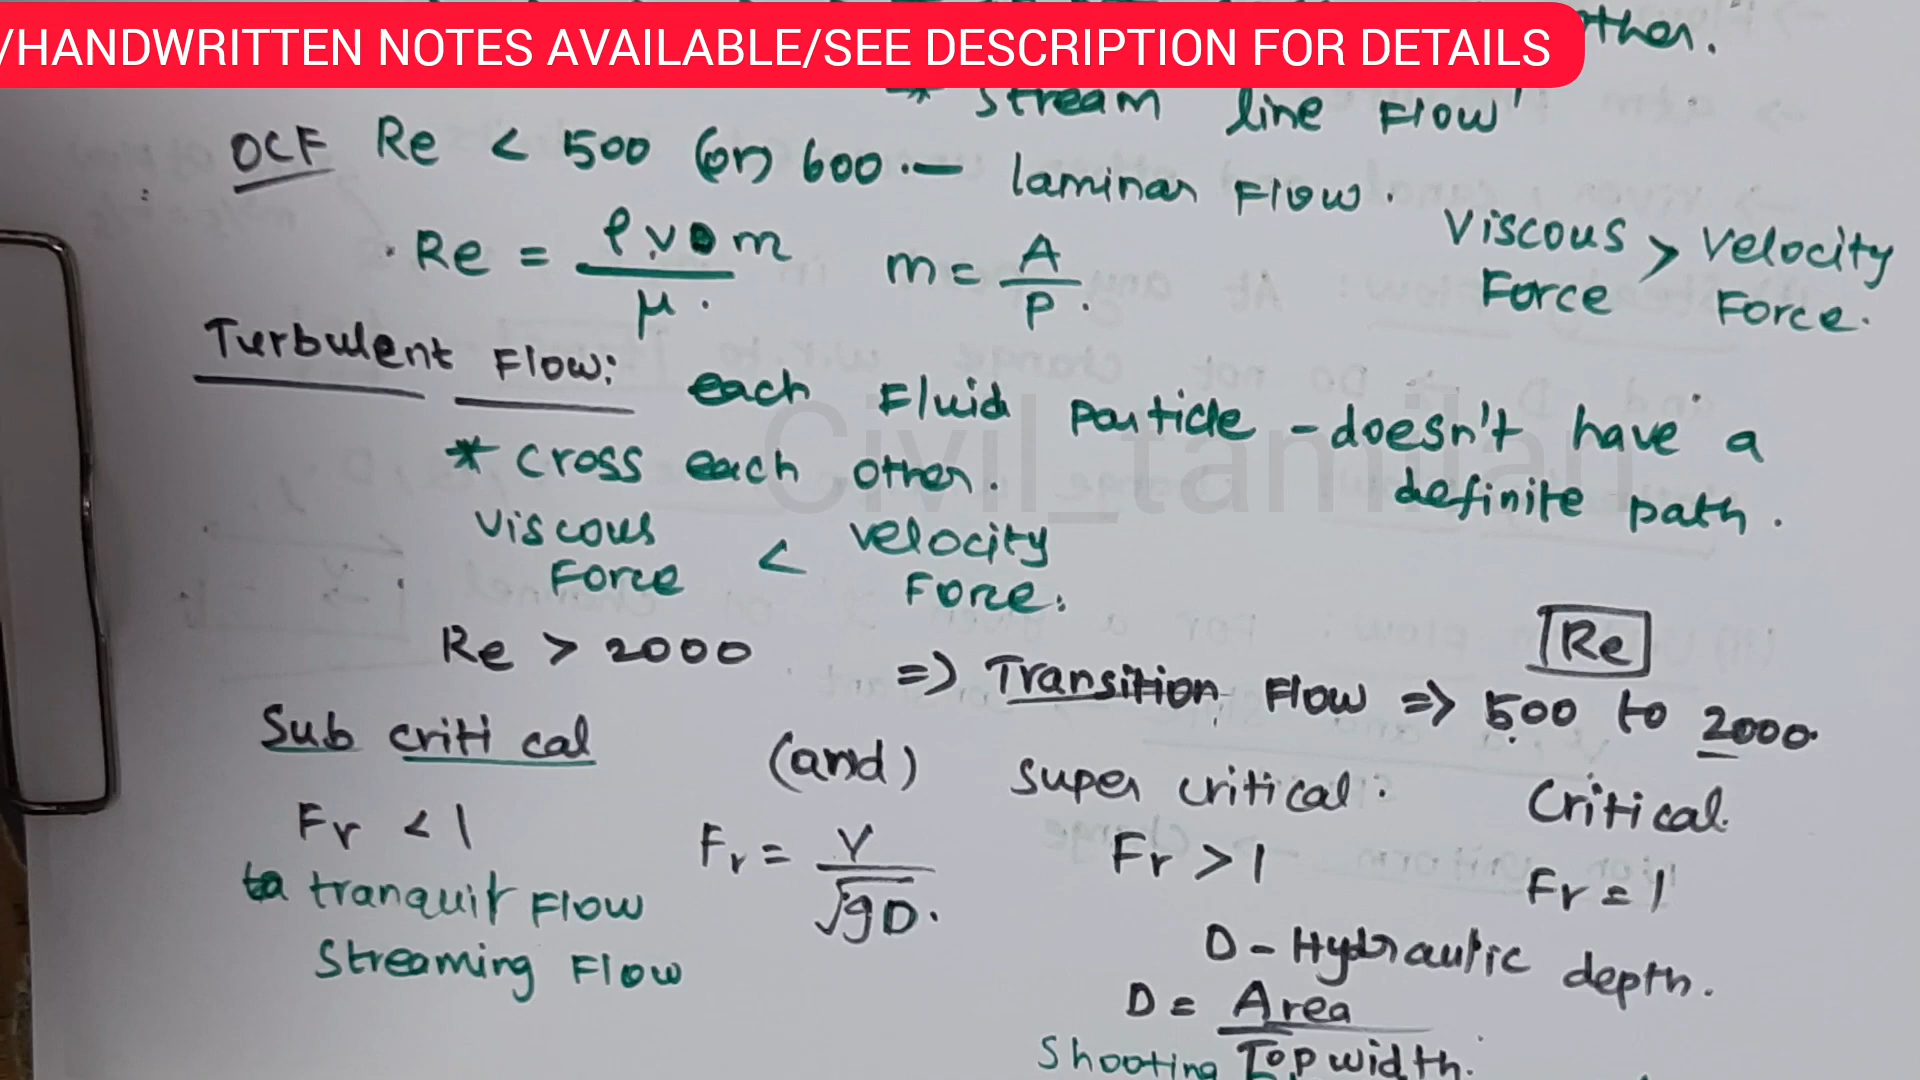 /HANDWRITTEN NOTES AVAILABLE/SEE DESCRIPTION FOR DETAILS
other.
* Stream line Flow
OCF Re < 500 (or) 600 - laminar Flow.
Re = ρ v m / μ. m = A / P.
Viscous Force > Velocity Force.
Turbulent Flow: each Fluid Particle - doesn't have a definite path.
* cross each other.
Viscous Force < velocity Force.
Re > 2000
=> Transition Flow => 500 to 2000.
Re
Sub critical (and) super critical: Critical.
Fr < 1 Fr = V / √gD. Fr > 1 Fr = 1
tranquil Flow
Streaming Flow
D - Hydraulic depth.
D = Area / Top width.
Shooting
Civil_tamilan